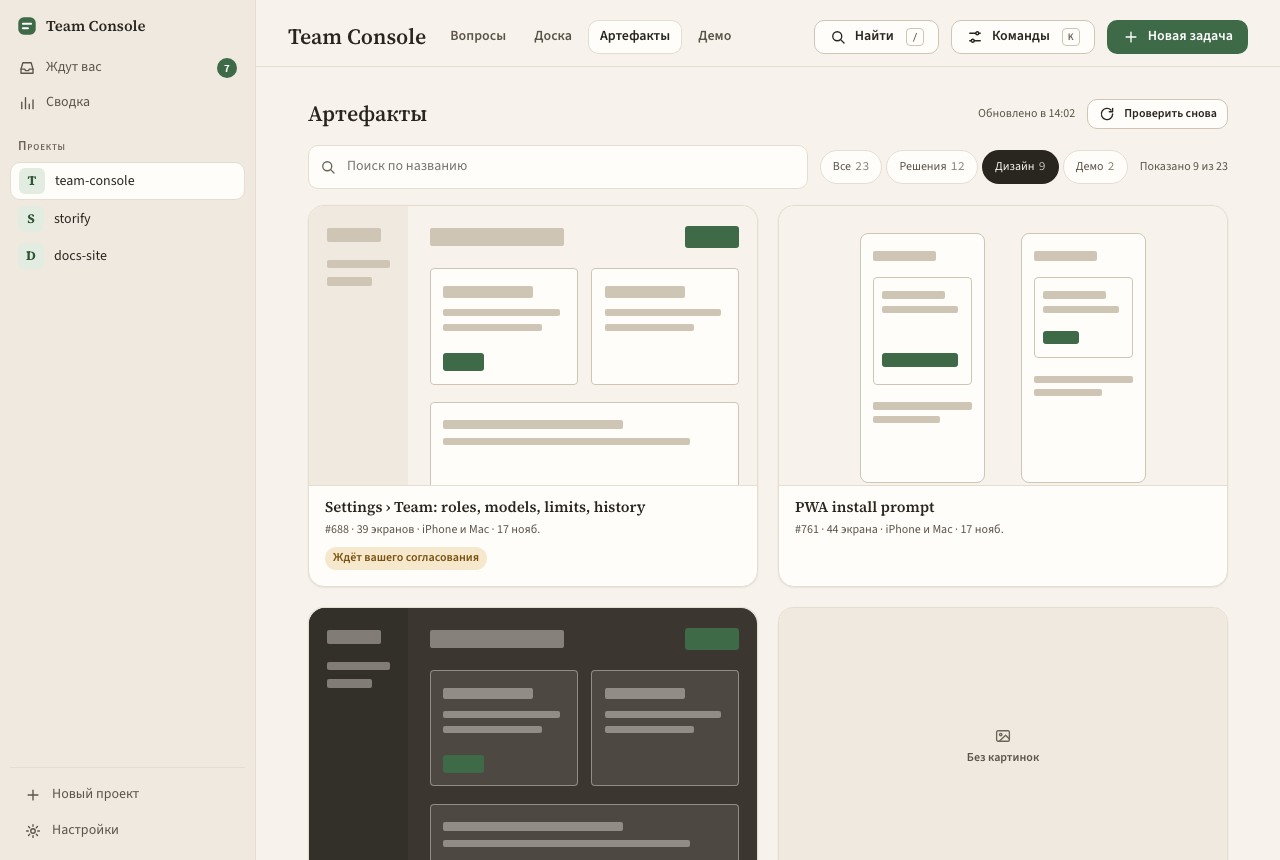 Team Console
Ждут вас 7
Сводка
Проекты
T team-console
S storify
D docs-site
Новый проект
Настройки
Team Console
Вопросы
Доска
Артефакты
Демо
Найти /
Команды K
Новая задача
Артефакты
Обновлено в 14:02
Проверить снова
Поиск по названию
Все 23
Решения 12
Дизайн 9
Демо 2
Показано 9 из 23
Settings › Team: roles, models, limits, history
#688 · 39 экранов · iPhone и Mac · 17 нояб.
Ждёт вашего согласования
PWA install prompt
#761 · 44 экрана · iPhone и Mac · 17 нояб.
Без картинок